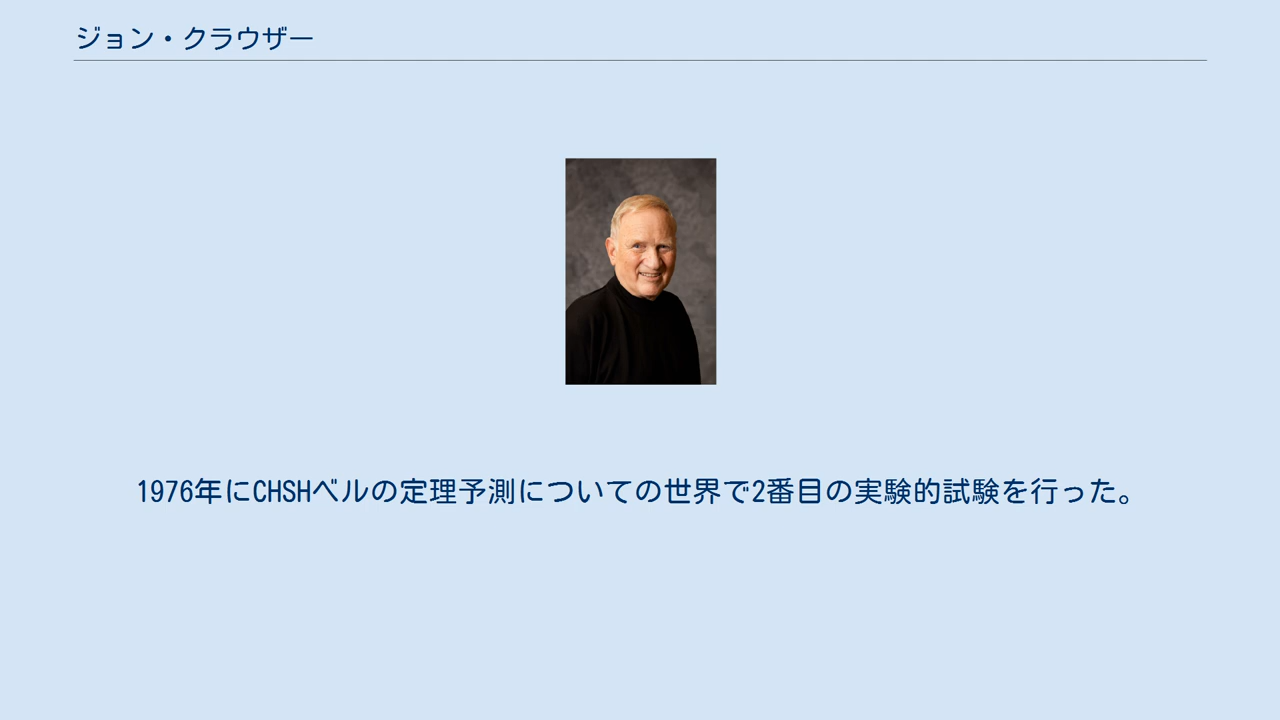 ジョン・クラウザー
1976年にCHSHベルの定理予測についての世界で2番目の実験的試験を行った。